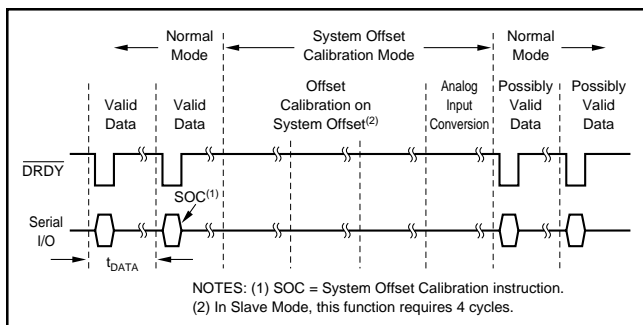 Normal Mode
System Offset Calibration Mode
Normal Mode
Valid Data
Valid Data
Offset Calibration on System Offset(2)
Analog Input Conversion
Possibly Valid Data
Possibly Valid Data
DRDY
SOC(1)
Serial I/O
tDATA
NOTES: (1) SOC = System Offset Calibration instruction.
(2) In Slave Mode, this function requires 4 cycles.